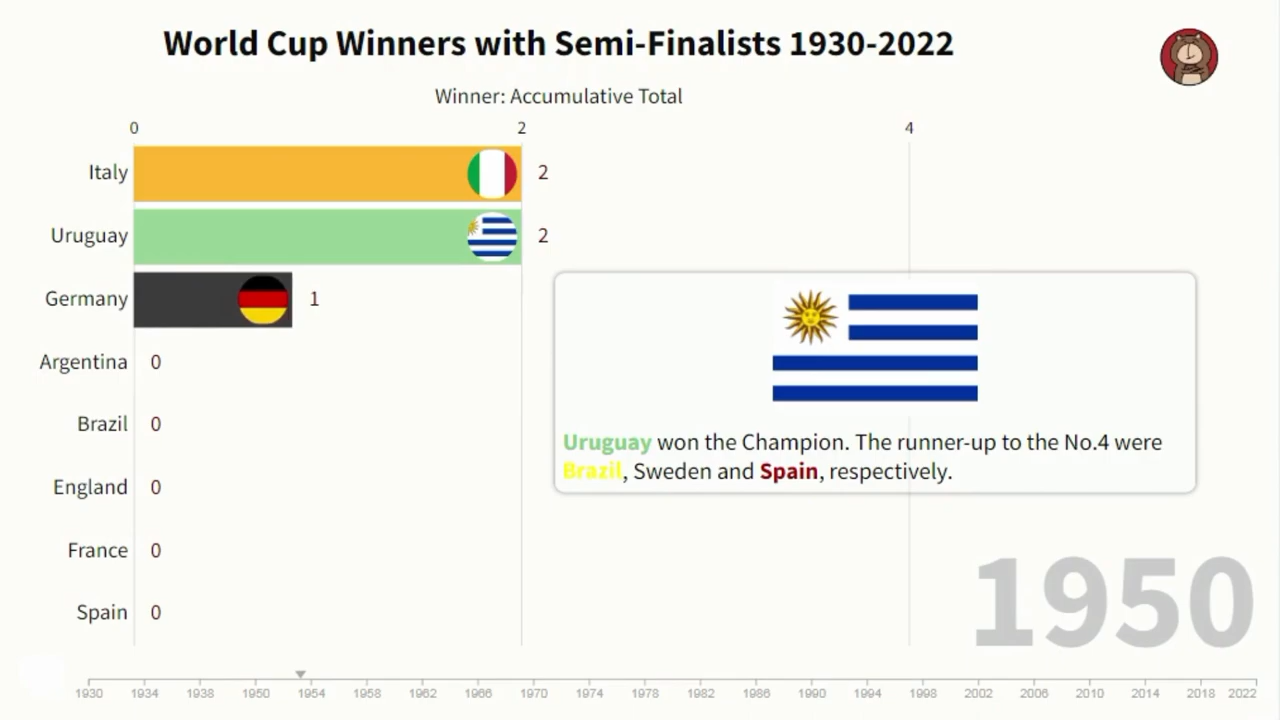 World Cup Winners with Semi-Finalists 1930-2022
Winner: Accumulative Total
0 2 4
Italy 2
Uruguay 2
Germany 1
Argentina 0
Brazil 0
England 0
France 0
Spain 0
Uruguay won the Champion. The runner-up to the No.4 were
Brazil, Sweden and Spain, respectively.
1950
1930 1934 1938 1950 1954 1958 1962 1966 1970 1974 1978 1982 1986 1990 1994 1998 2002 2006 2010 2014 2018 2022